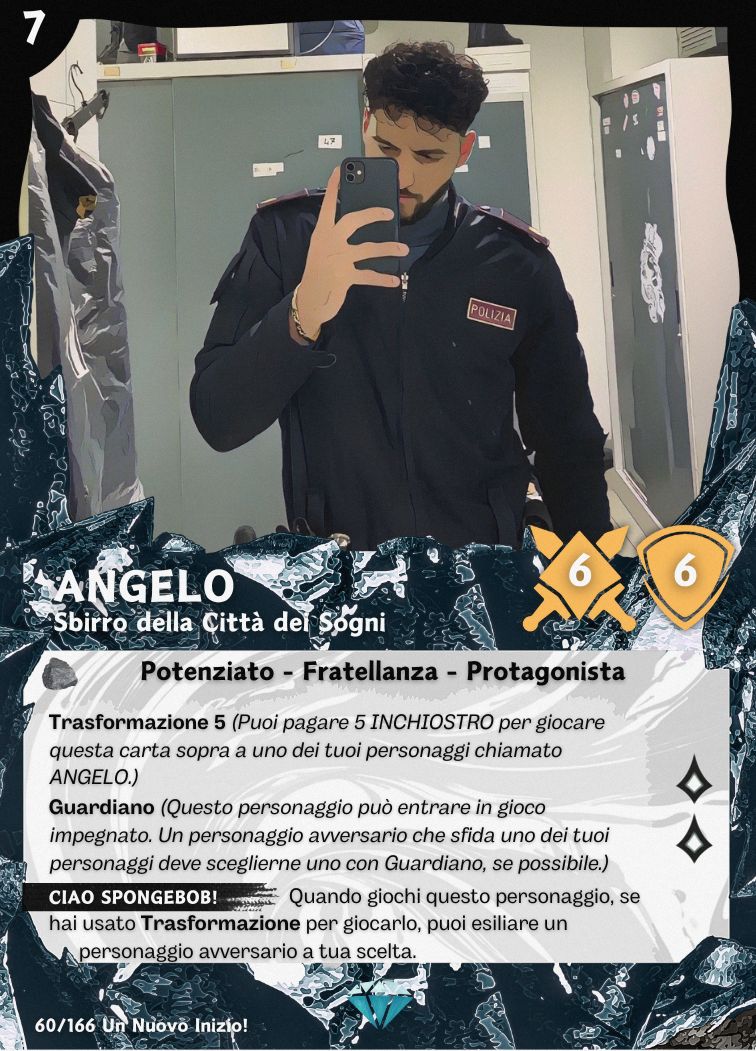 7
47
POLIZIA
ANGELO
Sbirro della Città dei Sogni
6
6
Potenziato - Fratellanza - Protagonista
Trasformazione 5 (Puoi pagare 5 INCHIOSTRO per giocare
questa carta sopra a uno dei tuoi personaggi chiamato
ANGELO.)
Guardiano (Questo personaggio può entrare in gioco
impegnato. Un personaggio avversario che sfida uno dei tuoi
personaggi deve sceglierne uno con Guardiano, se possibile.)
CIAO SPONGEBOB! Quando giochi questo personaggio, se
hai usato Trasformazione per giocarlo, puoi esiliare un
personaggio avversario a tua scelta.
60/166 Un Nuovo Inizio!